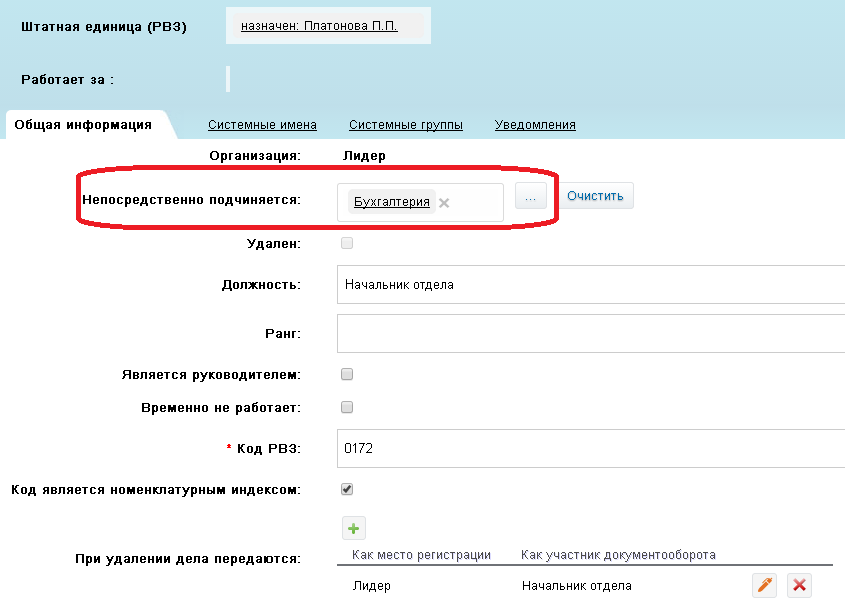 Штатная единица (РВЗ) назначен: Платонова П.П.
Работает за :
Общая информация Системные имена Системные группы Уведомления
Организация: Лидер
Непосредственно подчиняется: Бухгалтерия ... Очистить
Удален:
Должность: Начальник отдела
Ранг:
Является руководителем:
Временно не работает:
* Код РВЗ: 0172
Код является номенклатурным индексом:
Как место регистрации Как участник документооборота
При удалении дела передаются:
Лидер Начальник отдела